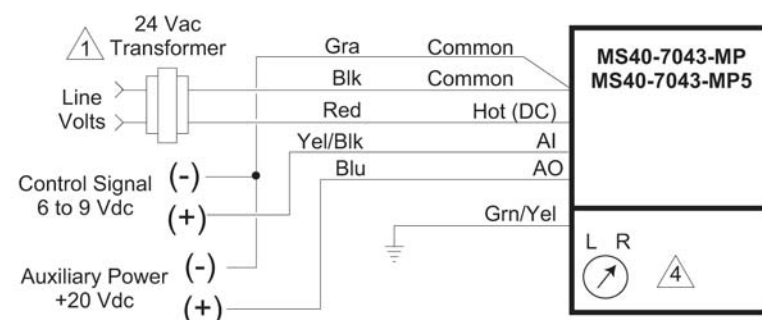 24 Vac
1 Transformer
Line
Volts
Gra Common
Blk Common
Red Hot (DC)
Yel/Blk AI
Blu AO
Grn/Yel
Control Signal (-)
6 to 9 Vdc (+)
Auxiliary Power (-)
+20 Vdc (+)
MS40-7043-MP
MS40-7043-MP5
L R
4